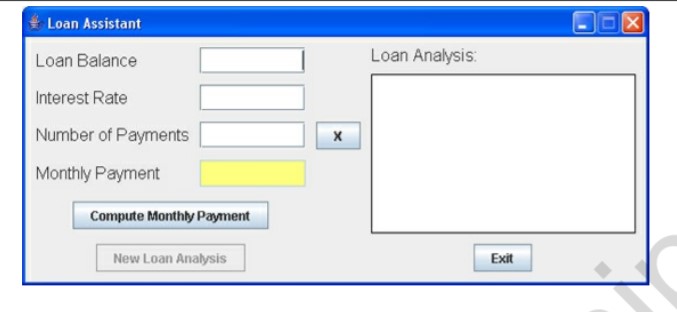 Loan Assistant
Loan Balance
Loan Analysis:
Interest Rate
Number of Payments
X
Monthly Payment
Compute Monthly Payment
New Loan Analysis
Exit